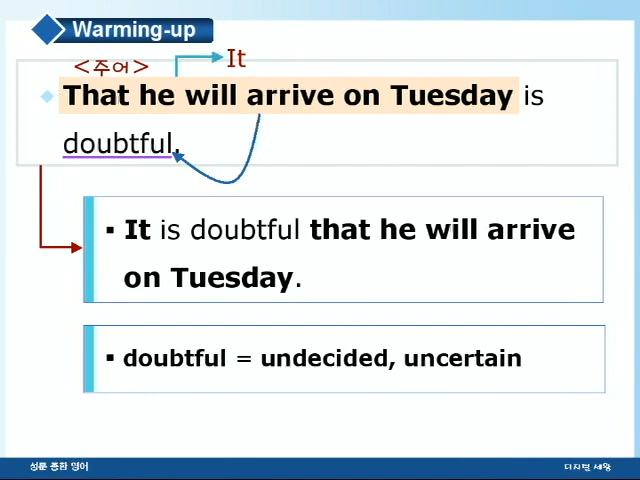 Warming-up
<주어>
It
That he will arrive on Tuesday is
doubtful.
▪ It is doubtful that he will arrive
on Tuesday.
▪ doubtful = undecided, uncertain
성문 종합 영어
디지털 세왕